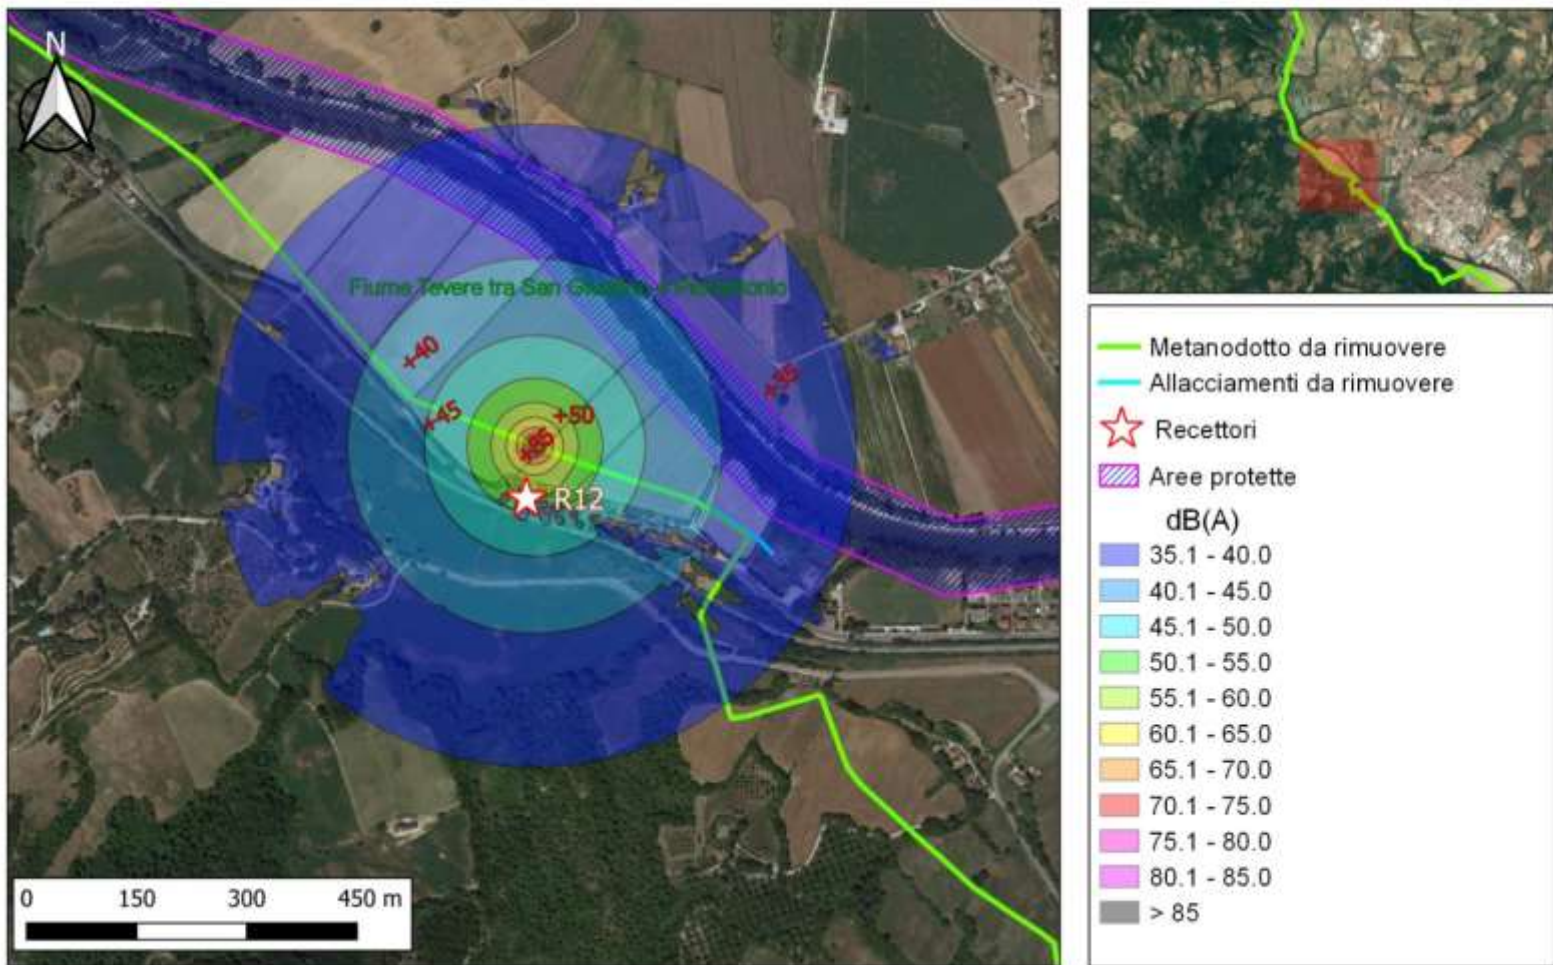 N
Fiume Tevere tra San
+40
+45
+50
R12
0 150 300 450 m
Metanodotto da rimuovere
Allacciamenti da rimuovere
Recettori
Aree protette
dB(A)
35.1 - 40.0
40.1 - 45.0
45.1 - 50.0
50.1 - 55.0
55.1 - 60.0
60.1 - 65.0
65.1 - 70.0
70.1 - 75.0
75.1 - 80.0
80.1 - 85.0
> 85